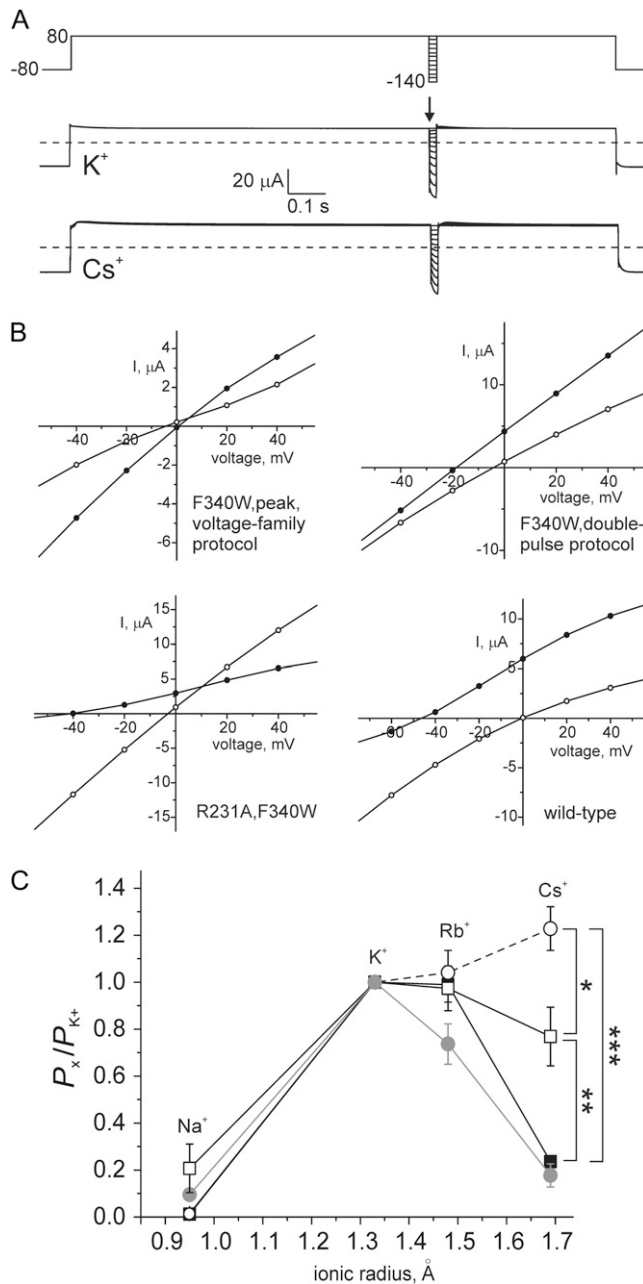 A
80
-80
-140
K+
20 μA
0.1 s
Cs+
B
I, μA
4
2
-40 -20 20 40
voltage, mV
-2
-4
-6
F340W,peak,
voltage-family
protocol
I, μA
10
-40 -20 20 40
voltage, mV
-10
F340W,double-
pulse protocol
I, μA
15
10
5
-40 -20 20 40
voltage, mV
-5
-10
-15
R231A,F340W
I, μA
10
5
-60 -40 -20 20 40
voltage, mV
-5
-10
wild-type
C
1.4
1.2
1.0
0.8
0.6
0.4
0.2
0.0
Px/PK+
Na+
K+
Rb+
Cs+
*
**
***
0.9 1.0 1.1 1.2 1.3 1.4 1.5 1.6 1.7
ionic radius, Å